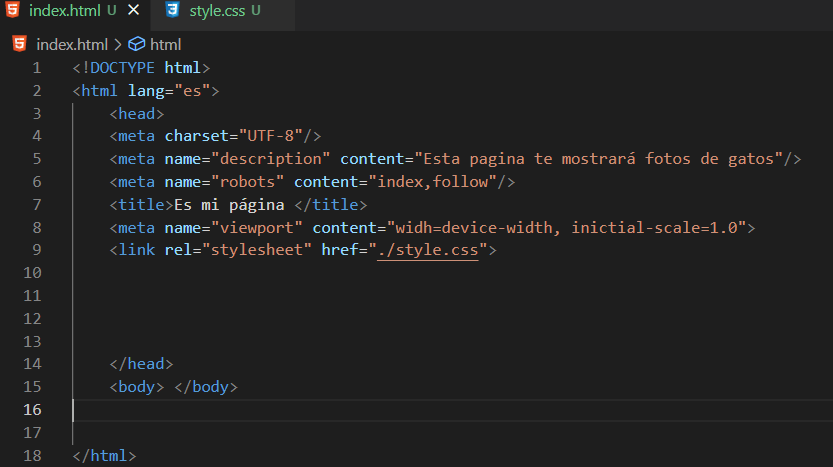 index.html U × style.css U
index.html > html
1 <!DOCTYPE html>
2 <html lang="es">
3 <head>
4 <meta charset="UTF-8"/>
5 <meta name="description" content="Esta pagina te mostrará fotos de gatos"/>
6 <meta name="robots" content="index,follow"/>
7 <title>Es mi página </title>
8 <meta name="viewport" content="widh=device-width, inictial-scale=1.0">
9 <link rel="stylesheet" href="./style.css">
10
11
12
13
14 </head>
15 <body> </body>
16
17
18 </html>